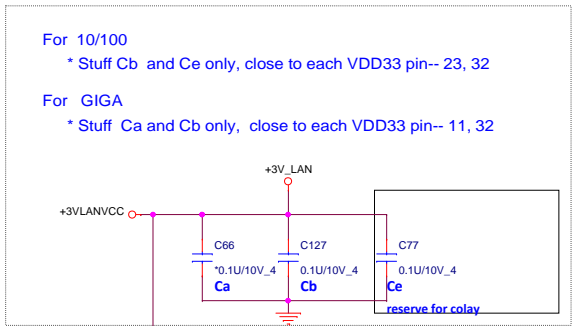 For 10/100
* Stuff Cb and Ce only, close to each VDD33 pin-- 23, 32
For GIGA
* Stuff Ca and Cb only, close to each VDD33 pin-- 11, 32
+3V_LAN
+3VLANVCC
C66 C127 C77
*0.1U/10V_4 0.1U/10V_4 0.1U/10V_4
Ca Cb Ce
reserve for colay